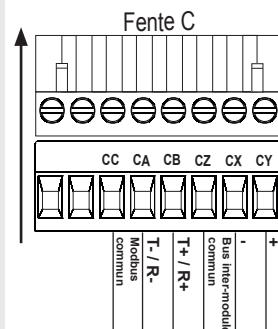 Fente C
CC CA CB CZ CX CY
Modbus
commun
T- / R-
T+ / R+
Bus inter-module
commun
-
+